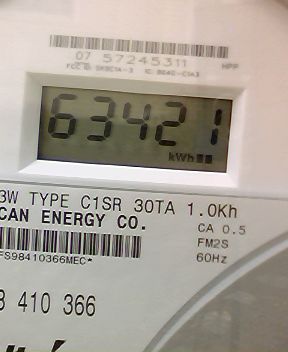 07 57245311
HPP
63421
kWh
3W TYPE C1SR 30TA 1.0Kh
CAN ENERGY CO.
CA 0.5
FM2S
60Hz
FS98410366MEC*
410 366